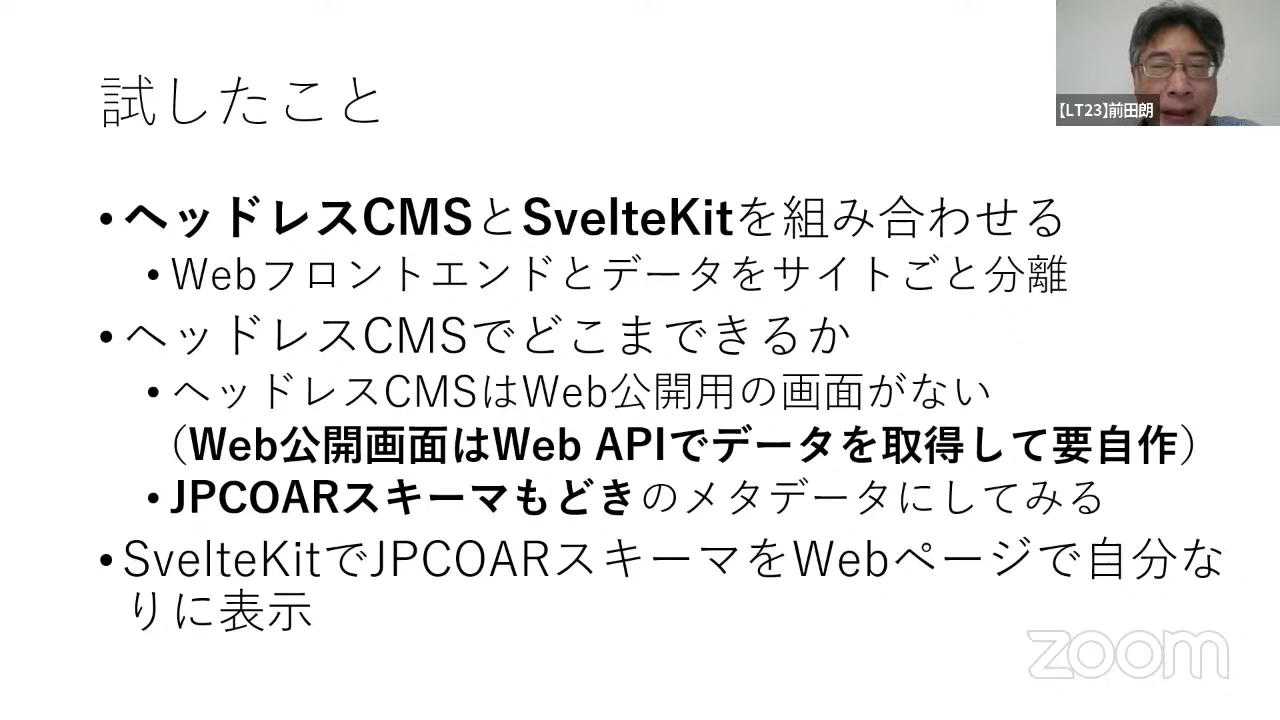 試したこと
【LT23】前田朗
• ヘッドレスCMSとSvelteKitを組み合わせる
• Webフロントエンドとデータをサイトごと分離
• ヘッドレスCMSでどこまできるか
• ヘッドレスCMSはWeb公開用の画面がない
（Web公開画面はWeb APIでデータを取得して要自作）
• JPCOARスキーマもどきのメタデータにしてみる
• SvelteKitでJPCOARスキーマをWebページで自分な
りに表示
zoom